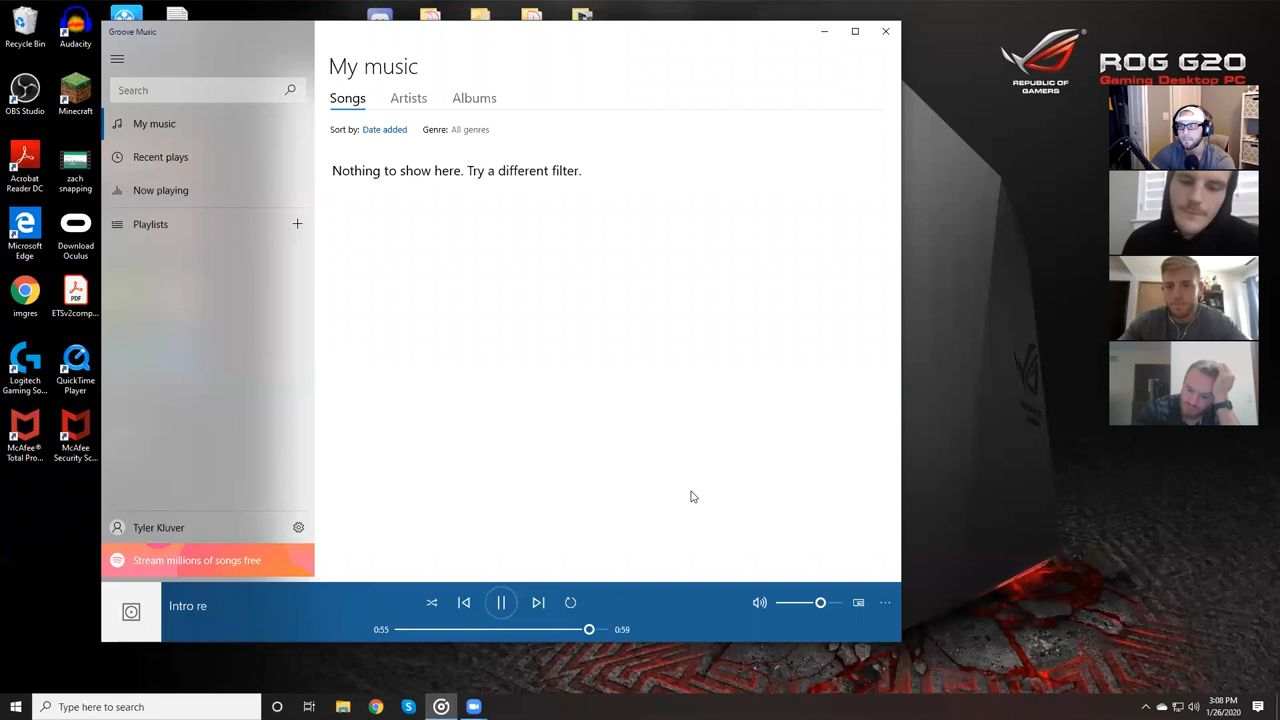 Recycle Bin
Audacity
OBS Studio
Minecraft
Acrobat
Reader DC
zach
snapping
Microsoft
Edge
Download
Oculus
imgres
ETSv2comp...
Logitech
Gaming So...
QuickTime
Player
McAfee®
Total Pro...
McAfee
Security Sc...
Groove Music
Search
My music
Recent plays
Now playing
Playlists
Tyler Kluver
Stream millions of songs free
My music
Songs Artists Albums
Sort by: Date added Genre: All genres
Nothing to show here. Try a different filter.
Intro re
0:55
0:59
REPUBLIC OF
GAMERS
ROG G20
Gaming Desktop PC
Type here to search
3:08 PM
1/26/2020